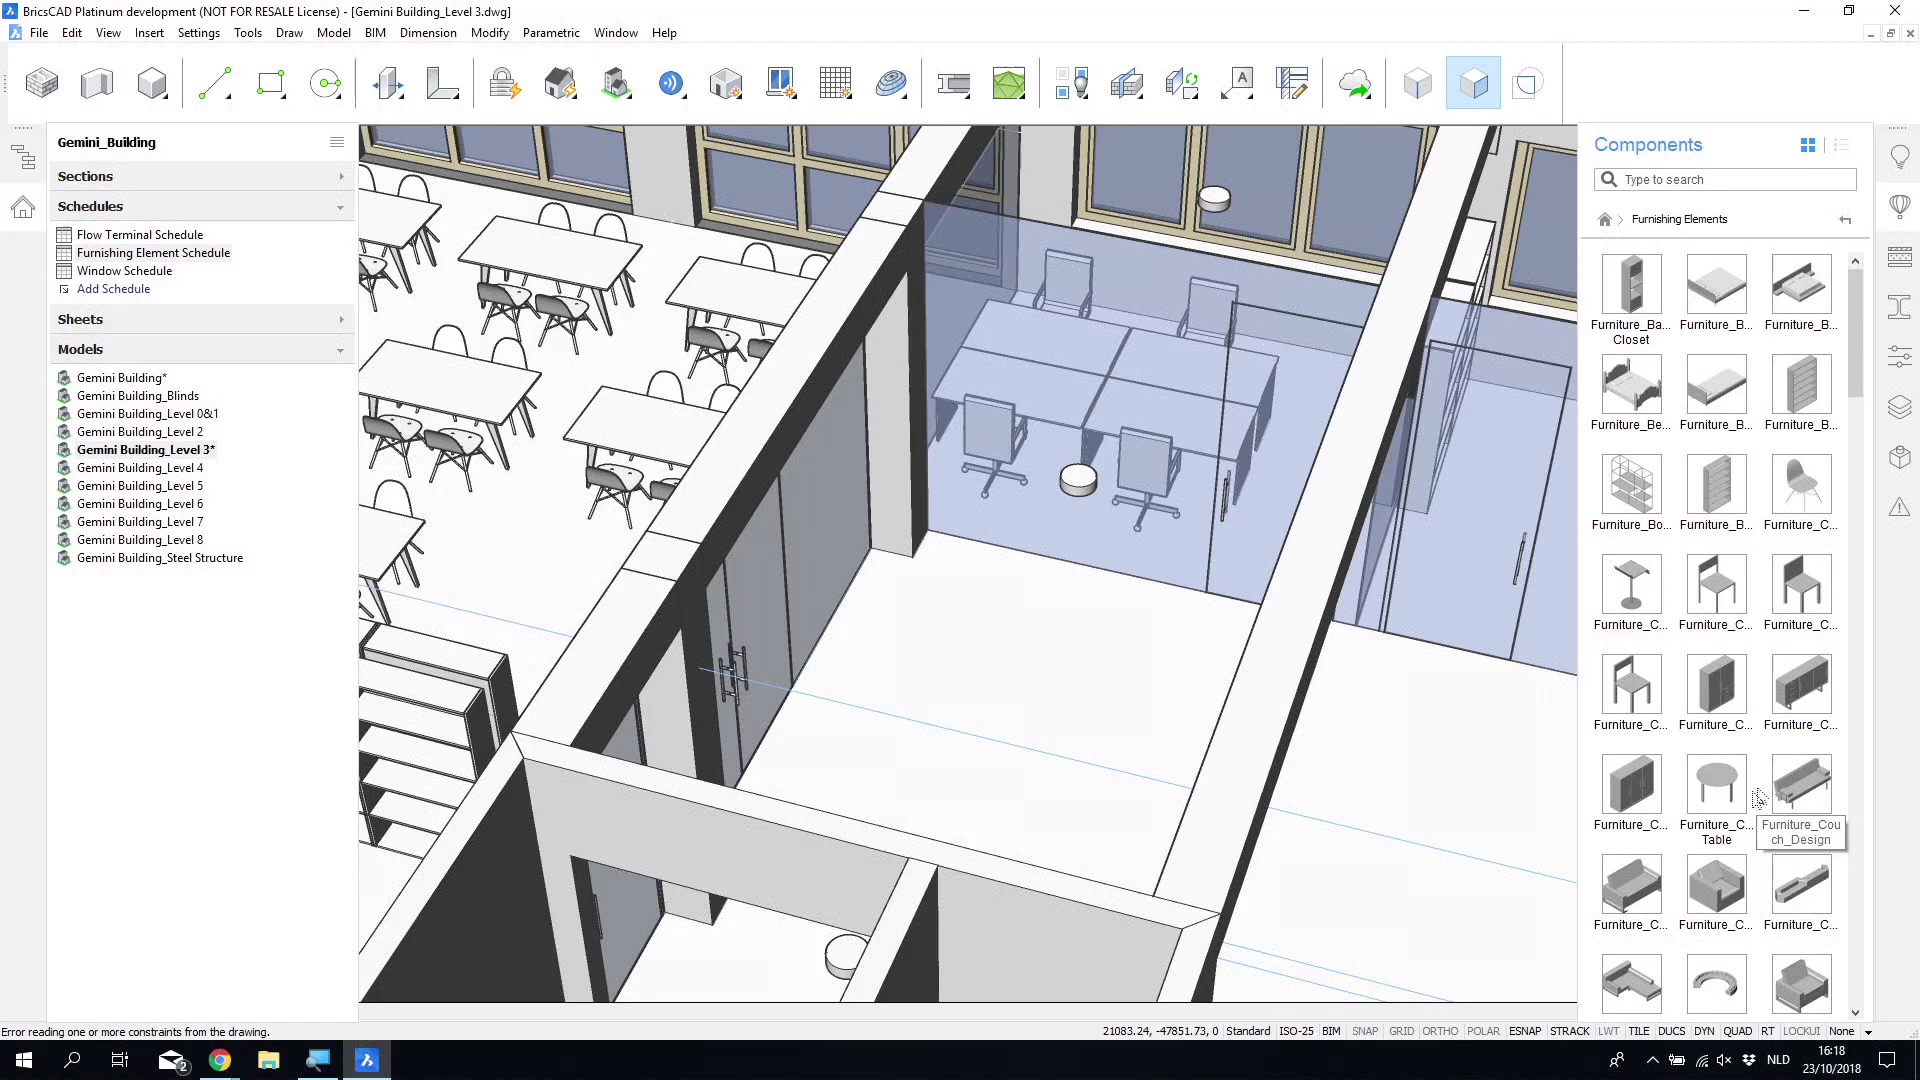 BricsCAD Platinum development (NOT FOR RESALE License) - [Gemini Building_Level 3.dwg]
File Edit View Insert Settings Tools Draw Model BIM Dimension Modify Parametric Window Help
A
Gemini_Building
Sections
Schedules
Flow Terminal Schedule
Furnishing Element Schedule
Window Schedule
Add Schedule
Sheets
Models
Gemini Building*
Gemini Building_Blinds
Gemini Building_Level 0&1
Gemini Building_Level 2
Gemini Building_Level 3*
Gemini Building_Level 4
Gemini Building_Level 5
Gemini Building_Level 6
Gemini Building_Level 7
Gemini Building_Level 8
Gemini Building_Steel Structure
Components
Type to search
Furnishing Elements
Furniture_Ba... Furniture_B... Furniture_B...
Closet
Furniture_Be... Furniture_B... Furniture_B...
Furniture_Bo... Furniture_B... Furniture_C...
Furniture_C... Furniture_C... Furniture_C...
Furniture_C... Furniture_C... Furniture_C...
Furniture_C... Furniture_C... Furniture_Cou
Table ch_Design
Furniture_C... Furniture_C... Furniture_C...
Error reading one or more constraints from the drawing.
21083.24, -47851.73, 0 Standard ISO-25 BIM SNAP GRID ORTHO POLAR ESNAP STRACK LWT TILE DUCS DYN QUAD RT LOCKUI None
2
NLD
16:18
23/10/2018